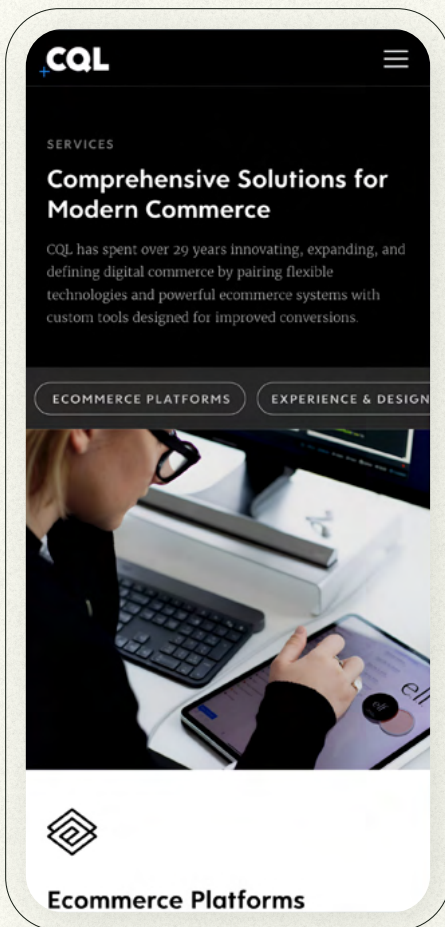 CQL
SERVICES
Comprehensive Solutions for
Modern Commerce
CQL has spent over 29 years innovating, expanding, and
defining digital commerce by pairing flexible
technologies and powerful ecommerce systems with
custom tools designed for improved conversions.
ECOMMERCE PLATFORMS
EXPERIENCE & DESIGN
elf
Ecommerce Platforms